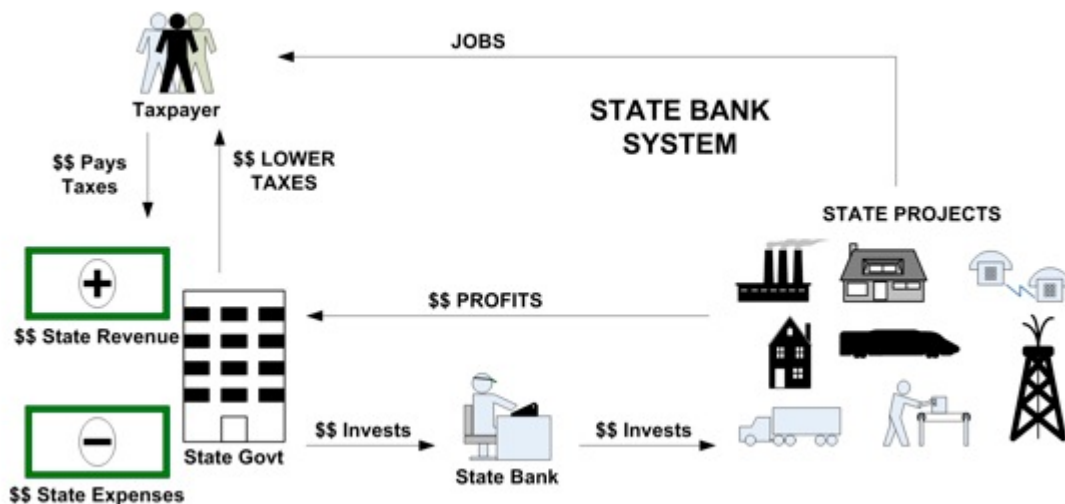 JOBS
STATE BANK
SYSTEM
Taxpayer
$$ Pays
Taxes
$$ LOWER
TAXES
STATE PROJECTS
$$ PROFITS
$$ State Revenue
$$ Invests
$$ Invests
State Govt
State Bank
$$ State Expenses